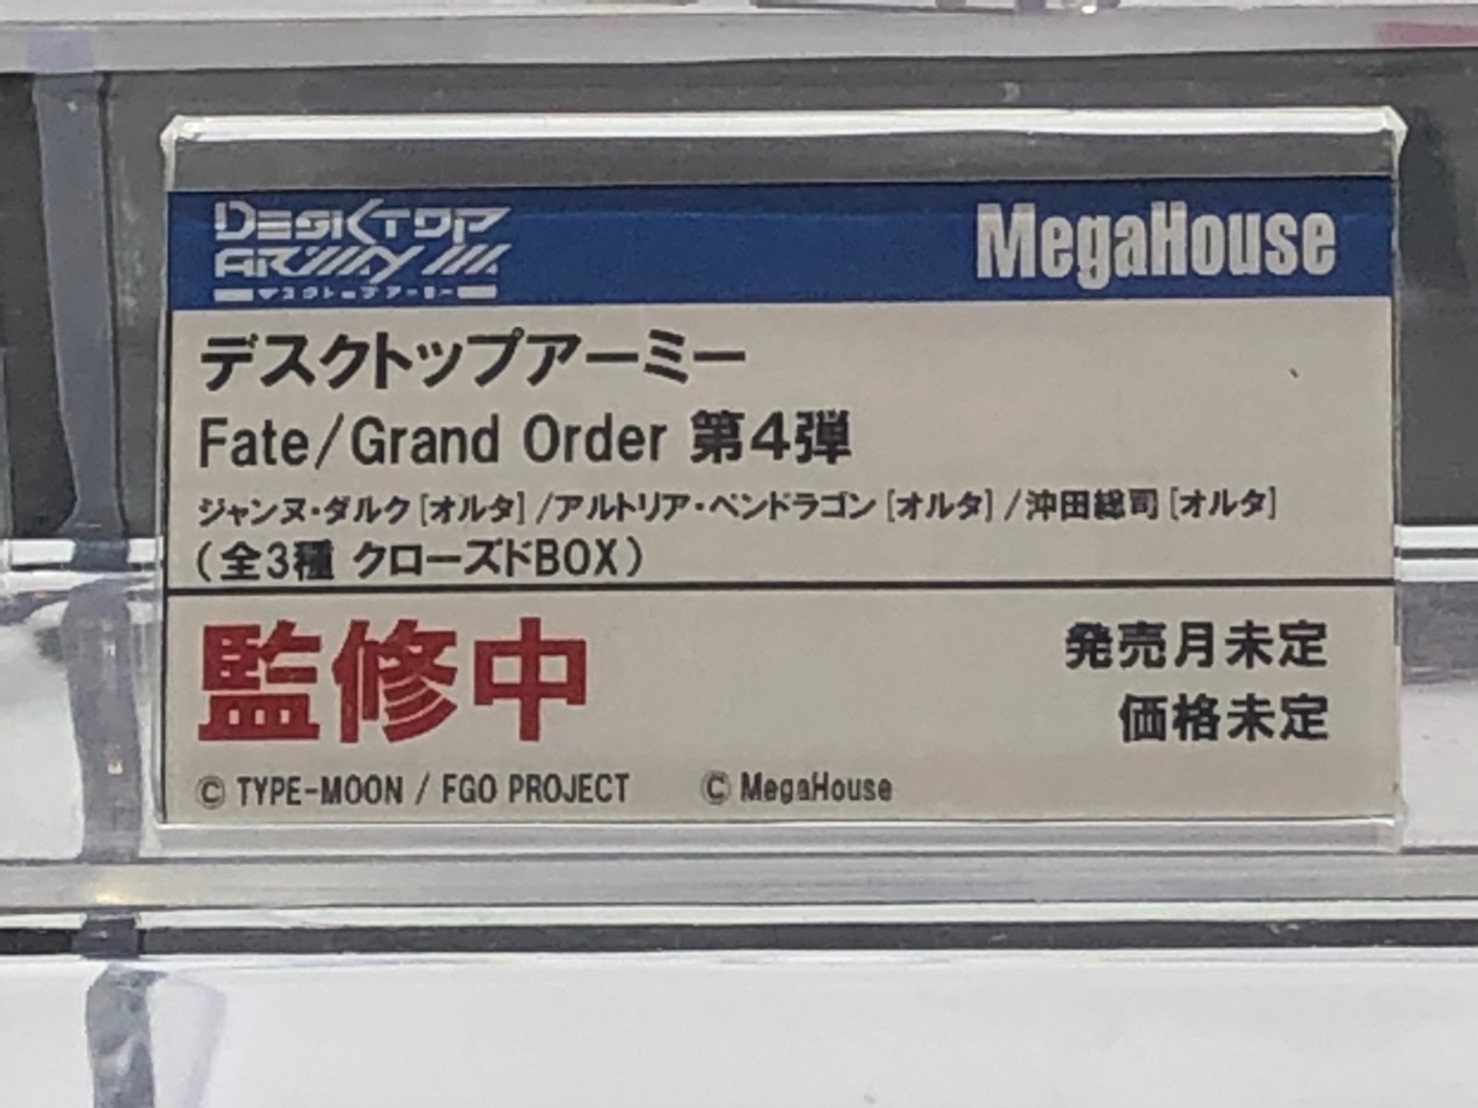 DESKTOP
ARMY
デスクトップアーミー
MegaHouse
デスクトップアーミー
Fate/Grand Order 第4弾
ジャンヌ・ダルク[オルタ]/アルトリア・ペンドラゴン[オルタ]/沖田総司[オルタ]
(全3種 クローズドBOX)
監修中
発売月未定
価格未定
© TYPE-MOON / FGO PROJECT © MegaHouse